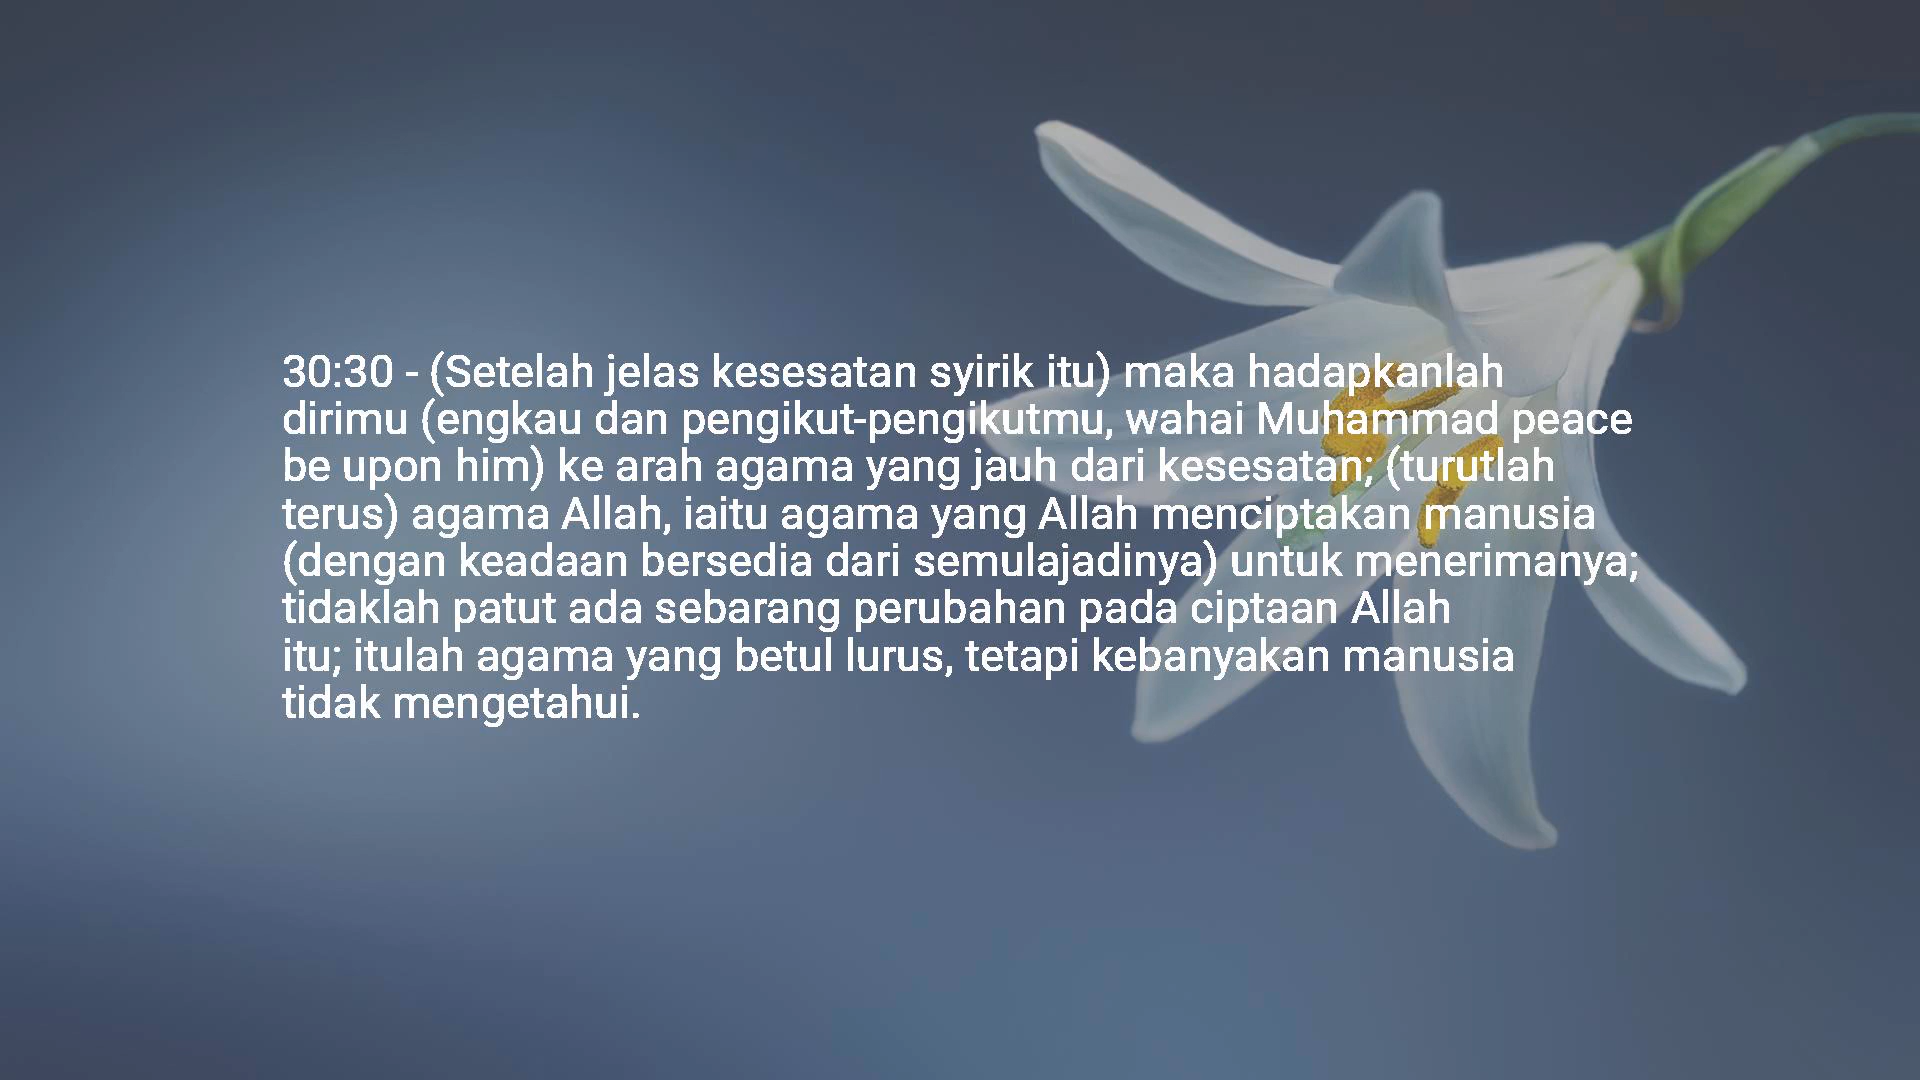 30:30 - (Setelah jelas kesesatan syirik itu) maka hadapkanlah
dirimu (engkau dan pengikut-pengikutmu, wahai Muhammad peace
be upon him) ke arah agama yang jauh dari kesesatan; (turutlah
terus) agama Allah, iaitu agama yang Allah menciptakan manusia
(dengan keadaan bersedia dari semulajadinya) untuk menerimanya;
tidaklah patut ada sebarang perubahan pada ciptaan Allah
itu; itulah agama yang betul lurus, tetapi kebanyakan manusia
tidak mengetahui.